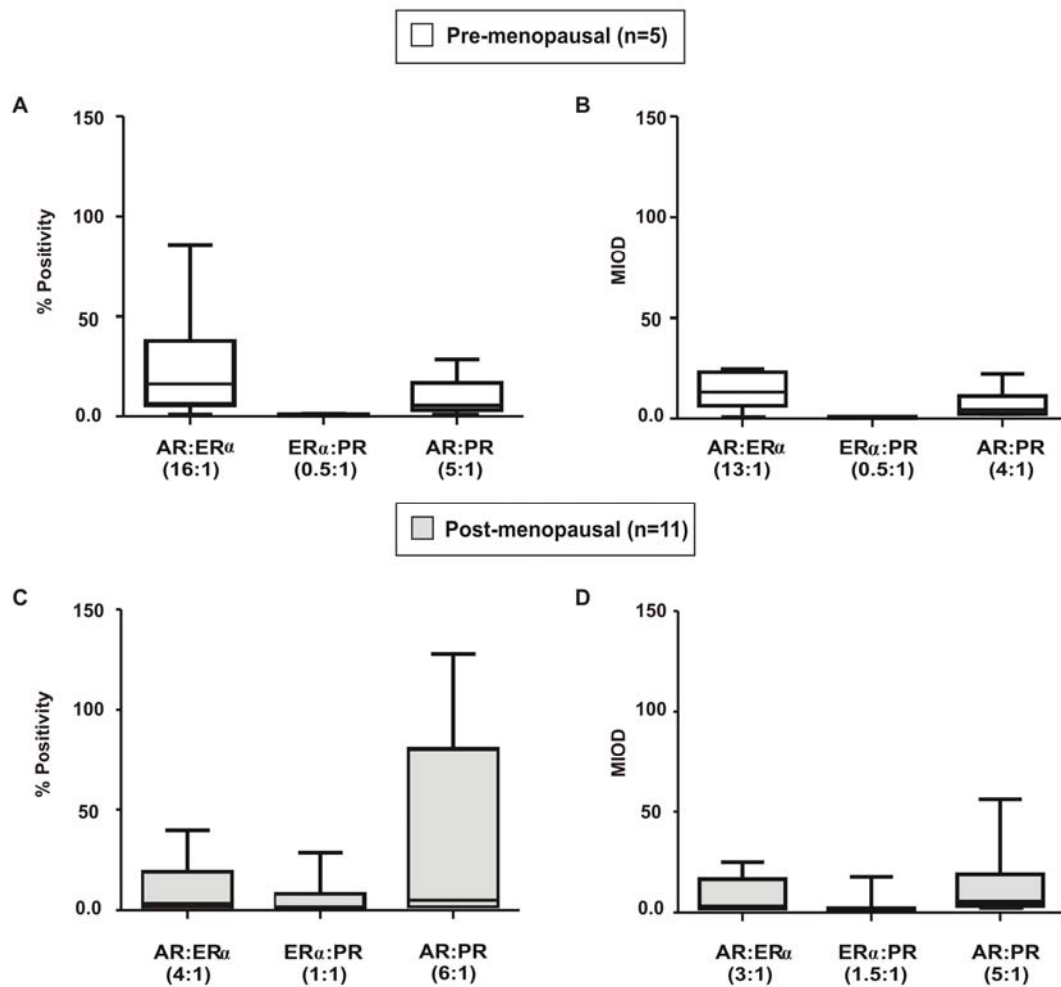 Pre-menopausal (n=5)
A
B
150
100
50
0.0
% Positivity
AR:ERα
ERα:PR
AR:PR
(16:1)
(0.5:1)
(5:1)
150
100
50
0.0
MIOD
AR:ERα
ERα:PR
AR:PR
(13:1)
(0.5:1)
(4:1)
Post-menopausal (n=11)
C
D
150
100
50
0.0
% Positivity
AR:ERα
ERα:PR
AR:PR
(4:1)
(1:1)
(6:1)
150
100
50
0.0
MIOD
AR:ERα
ERα:PR
AR:PR
(3:1)
(1.5:1)
(5:1)